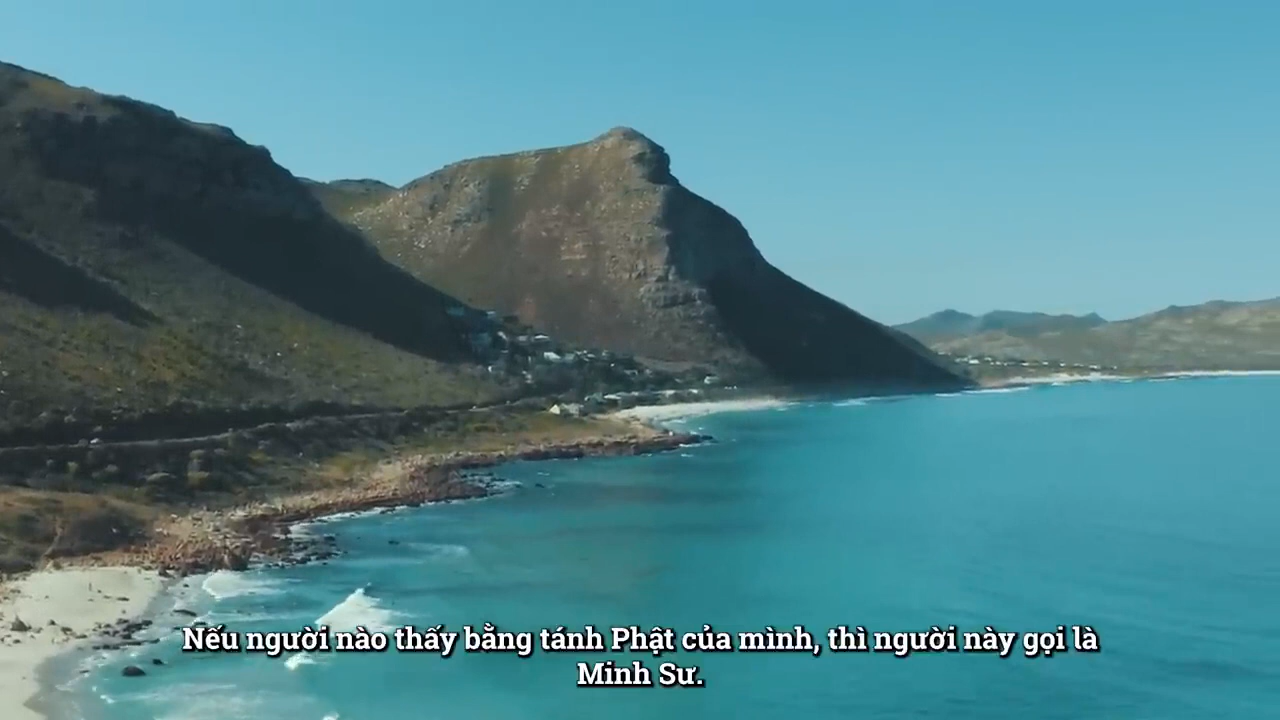 Nếu người nào thấy bằng tánh Phật của mình, thì người này gọi là
Minh Sư.